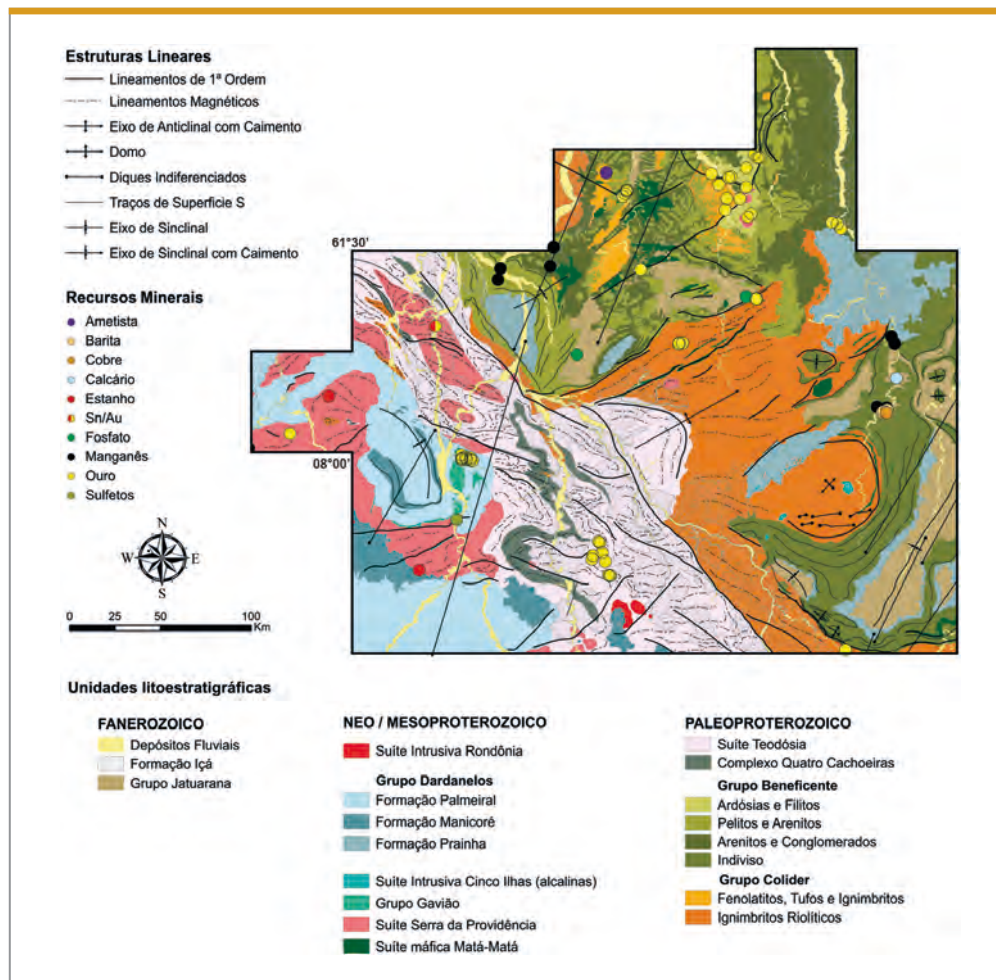 Estruturas Lineares
Lineamentos de 1ª Ordem
Lineamentos Magnéticos
Eixo de Anticlinal com Caimento
Domo
Diques Indiferenciados
Traços de Superfície S
Eixo de Sinclinal
Eixo de Sinclinal com Caimento
Recursos Minerais
Ametista
Barita
Cobre
Calcário
Estanho
Sn/Au
Fosfato
Manganês
Ouro
Sulfetos
N
W
E
S
0 25 50 100
Km
61°30'
08°00'
Unidades litoestratigráficas
FANEROZOICO
Depósitos Fluviais
Formação Içá
Grupo Jatuarana
NEO / MESOPROTEROZOICO
Suíte Intrusiva Rondônia
Grupo Dardanelos
Formação Palmeiral
Formação Manicoré
Formação Prainha
Suíte Intrusiva Cinco Ilhas (alcalinas)
Grupo Gavião
Suíte Serra da Providência
Suíte máfica Matá-Matá
PALEOPROTEROZOICO
Suíte Teodósia
Complexo Quatro Cachoeiras
Grupo Beneficente
Ardósias e Filitos
Pelitos e Arenitos
Arenitos e Conglomerados
Indiviso
Grupo Colider
Fenolatitos, Tufos e Ignimbritos
Ignimbritos Riolíticos